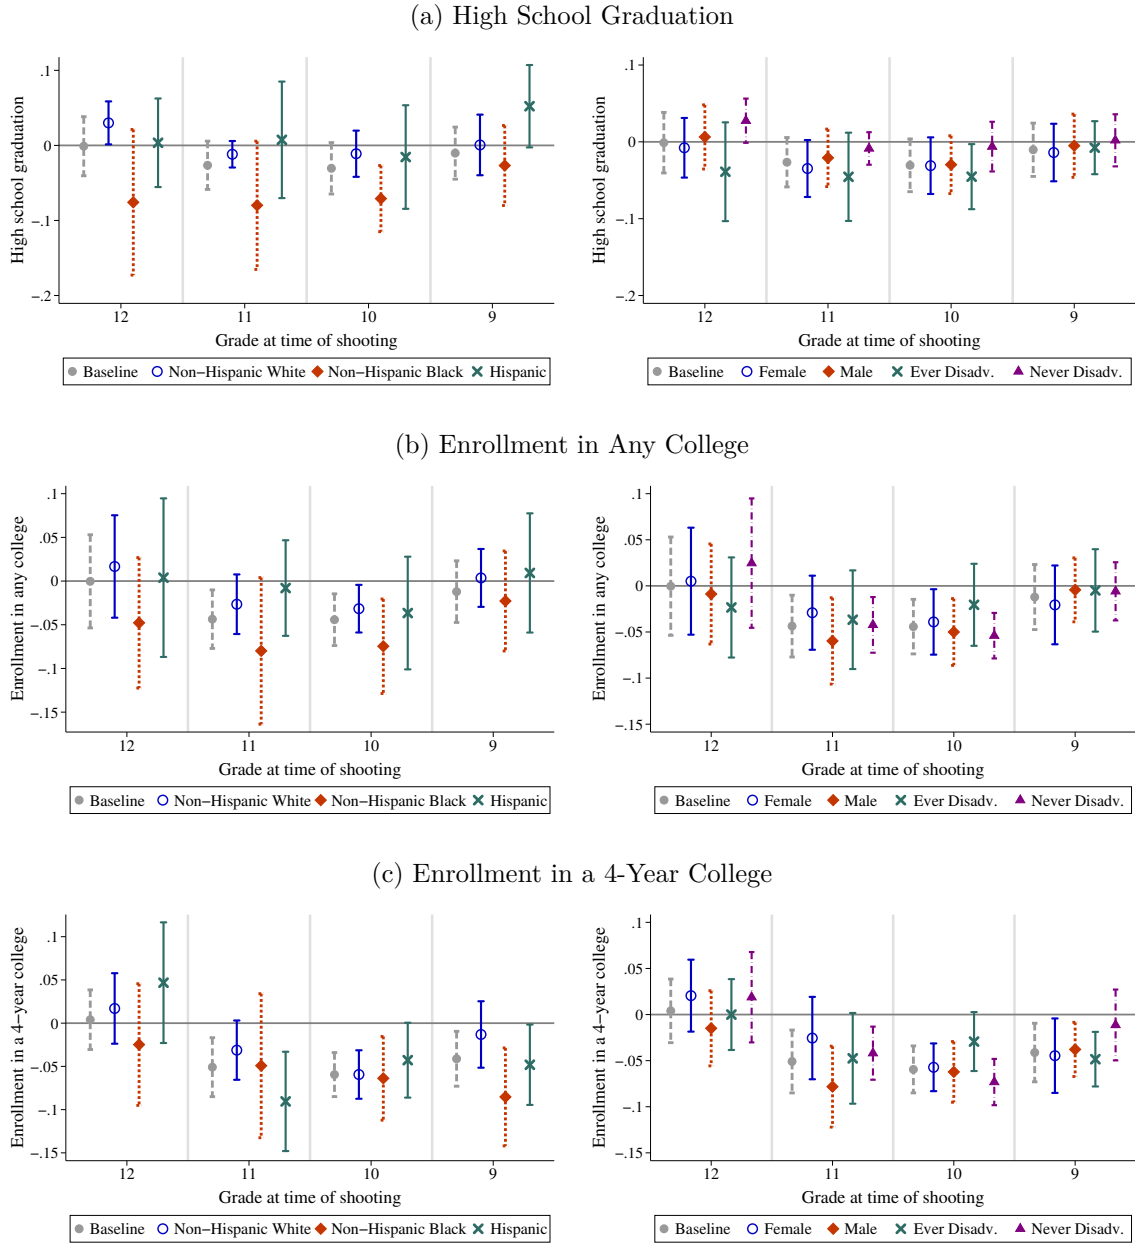 (a) High School Graduation
High school graduation
.1
0
−.1
−.2
12 11 10 9
Grade at time of shooting
Baseline Non−Hispanic White Non−Hispanic Black Hispanic
High school graduation
.1
0
−.1
−.2
12 11 10 9
Grade at time of shooting
Baseline Female Male Ever Disadv. Never Disadv.
(b) Enrollment in Any College
Enrollment in any college
.1
.05
0
−.05
−.1
−.15
12 11 10 9
Grade at time of shooting
Baseline Non−Hispanic White Non−Hispanic Black Hispanic
Enrollment in any college
.1
.05
0
−.05
−.1
−.15
12 11 10 9
Grade at time of shooting
Baseline Female Male Ever Disadv. Never Disadv.
(c) Enrollment in a 4-Year College
Enrollment in a 4−year college
.1
.05
0
−.05
−.1
−.15
12 11 10 9
Grade at time of shooting
Baseline Non−Hispanic White Non−Hispanic Black Hispanic
Enrollment in a 4−year college
.1
.05
0
−.05
−.1
−.15
12 11 10 9
Grade at time of shooting
Baseline Female Male Ever Disadv. Never Disadv.